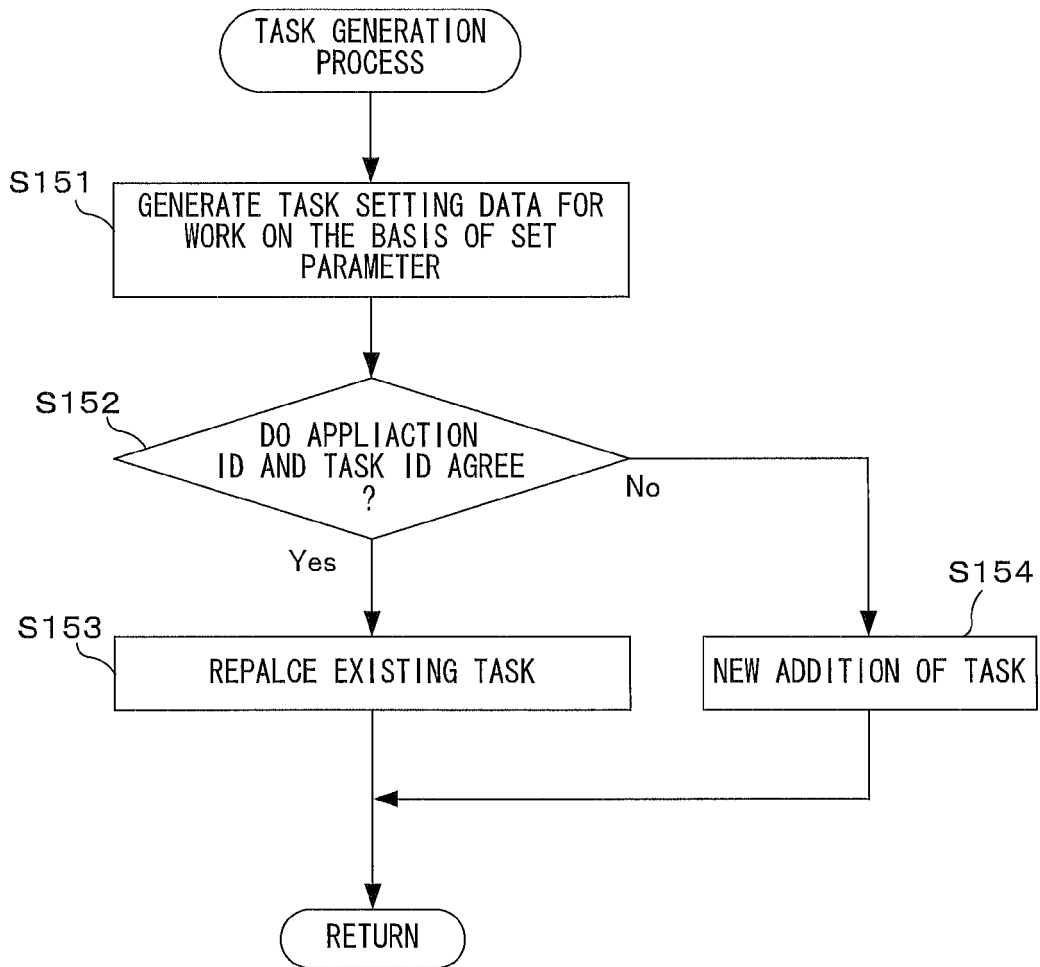 TASK GENERATION
PROCESS
S151
GENERATE TASK SETTING DATA FOR
WORK ON THE BASIS OF SET
PARAMETER
S152
DO APPLIACTION
ID AND TASK ID AGREE
?
No
Yes
S153
REPALCE EXISTING TASK
S154
NEW ADDITION OF TASK
RETURN